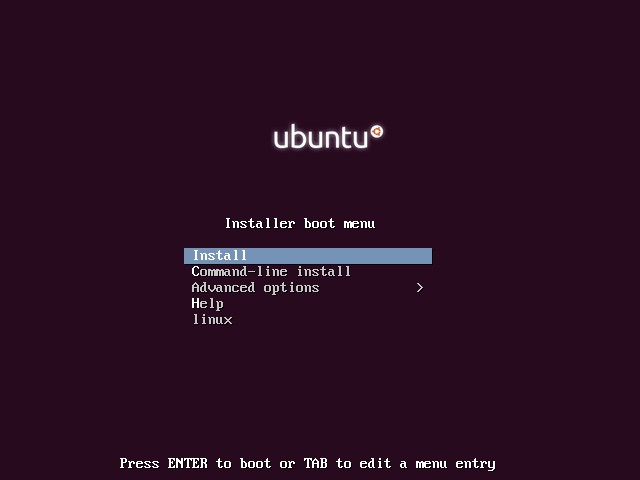 ubuntu
Installer boot menu
Install
Command-line install
Advanced options >
Help
linux
Press ENTER to boot or TAB to edit a menu entry